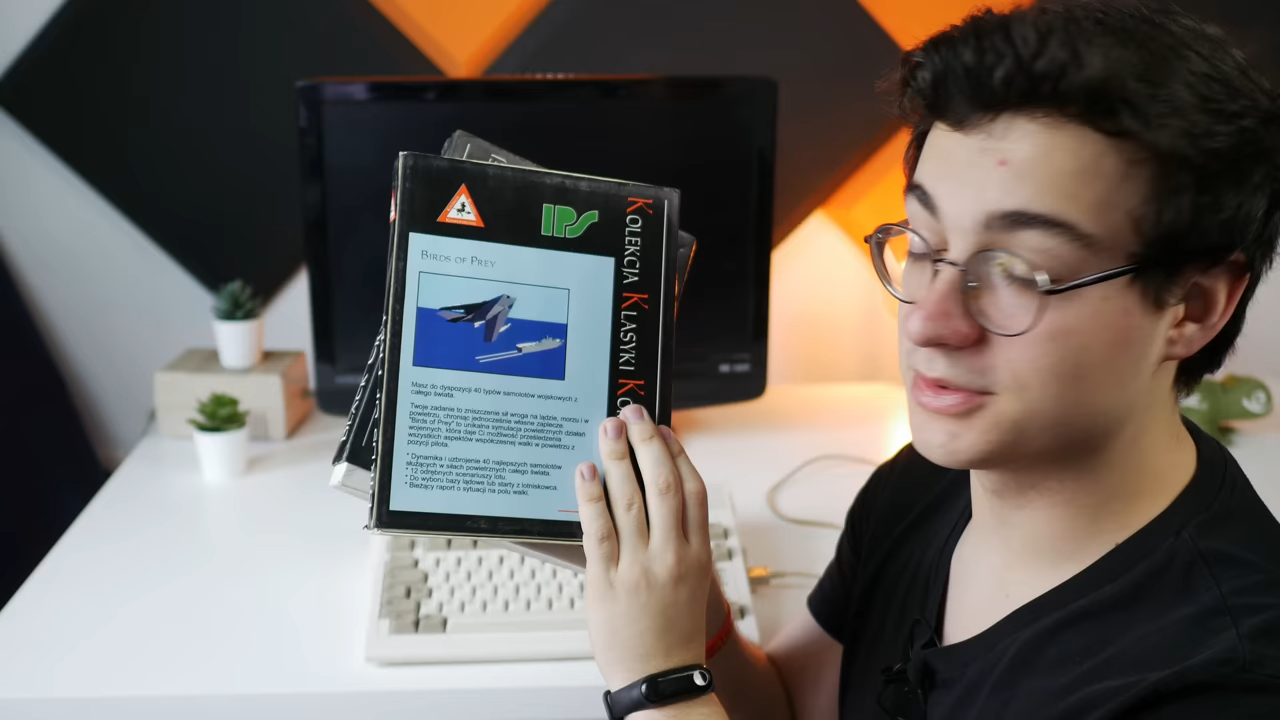 IPS
KOLEKCJA KLASYKI
BIRDS OF PREY
Masz do dyspozycji 40 typów samolotów wojskowych z
całego świata.
Twoje zadanie to zniszczenie sił wroga na lądzie, morzu i w
powietrzu, chroniąc jednocześnie własne zaplecze.
"Birds of Prey" to unikalna symulacja powietrznych działań
wojennych, która daje Ci możliwość prześledzenia
wszystkich aspektów współczesnej walki w powietrzu z
pozycji pilota.
* Dynamika i uzbrojenie 40 najlepszych samolotów
służących w siłach powietrznych całego świata.
* 12 odrębnych scenariuszy lotu.
* Do wyboru bazy lądowe lub starty z lotniskowca.
* Bieżący raport o sytuacji na polu walki.